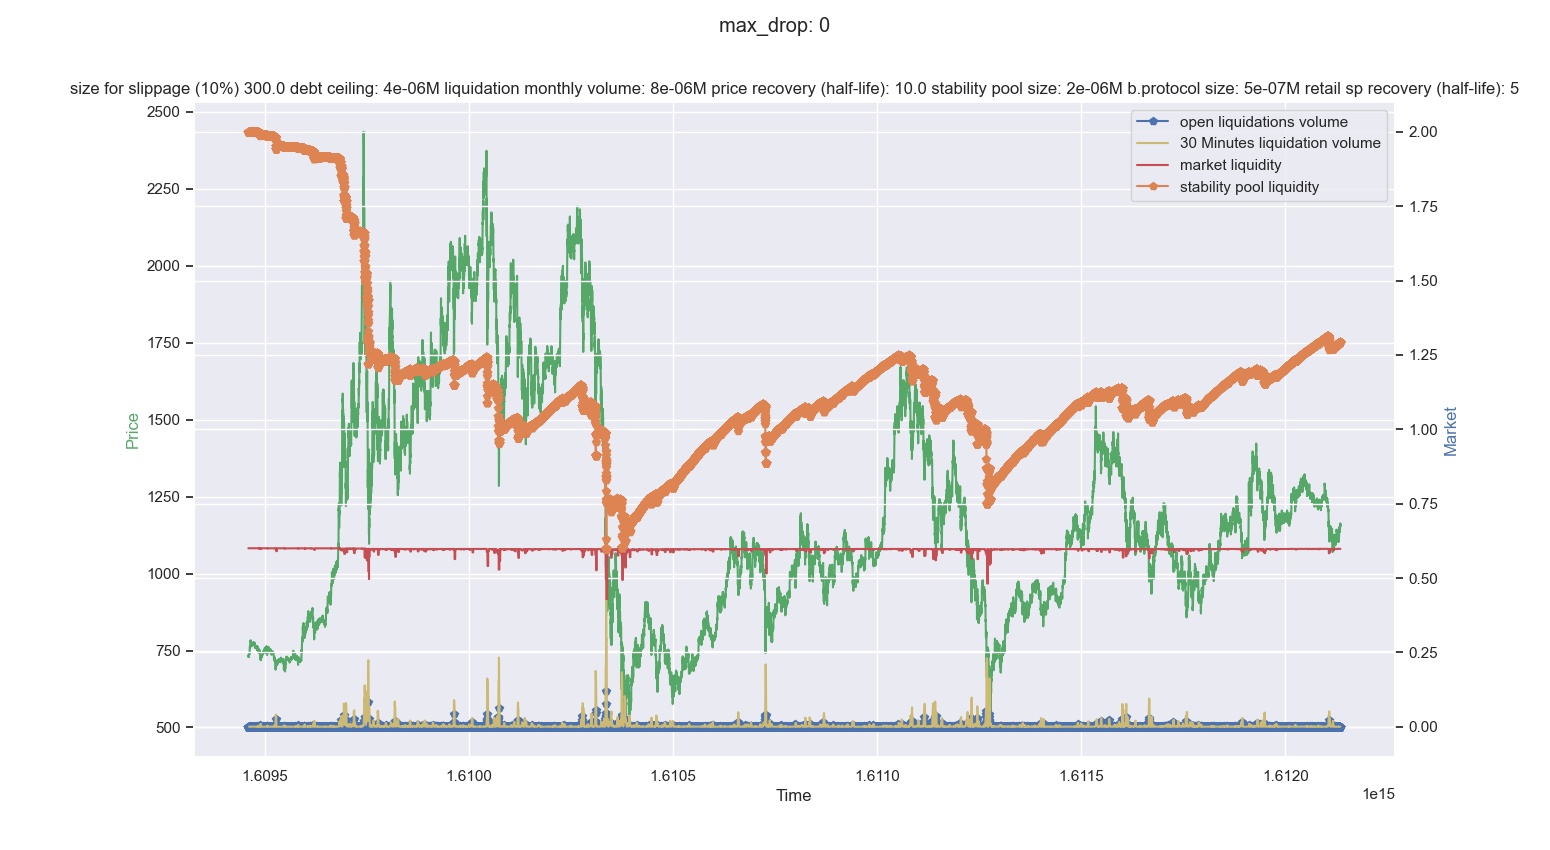 max_drop: 0
size for slippage (10%) 300.0 debt ceiling: 4e-06M liquidation monthly volume: 8e-06M price recovery (half-life): 10.0 stability pool size: 2e-06M b.protocol size: 5e-07M retail sp recovery (half-life): 5
open liquidations volume
30 Minutes liquidation volume
market liquidity
stability pool liquidity
Price
2500
2250
2000
1750
1500
1250
1000
750
500
Market
2.00
1.75
1.50
1.25
1.00
0.75
0.50
0.25
0.00
1.6095
1.6100
1.6105
1.6110
1.6115
1.6120
Time
1e15